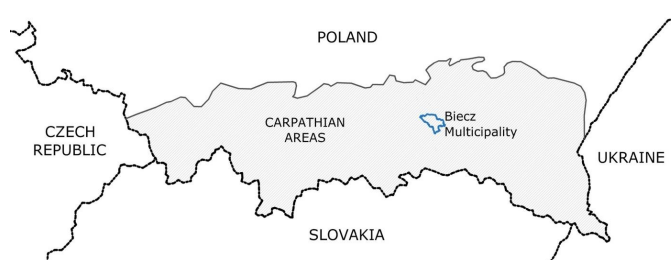 POLAND
CZECH
REPUBLIC
CARPATHIAN
AREAS
Biecz
Multicipality
UKRAINE
SLOVAKIA